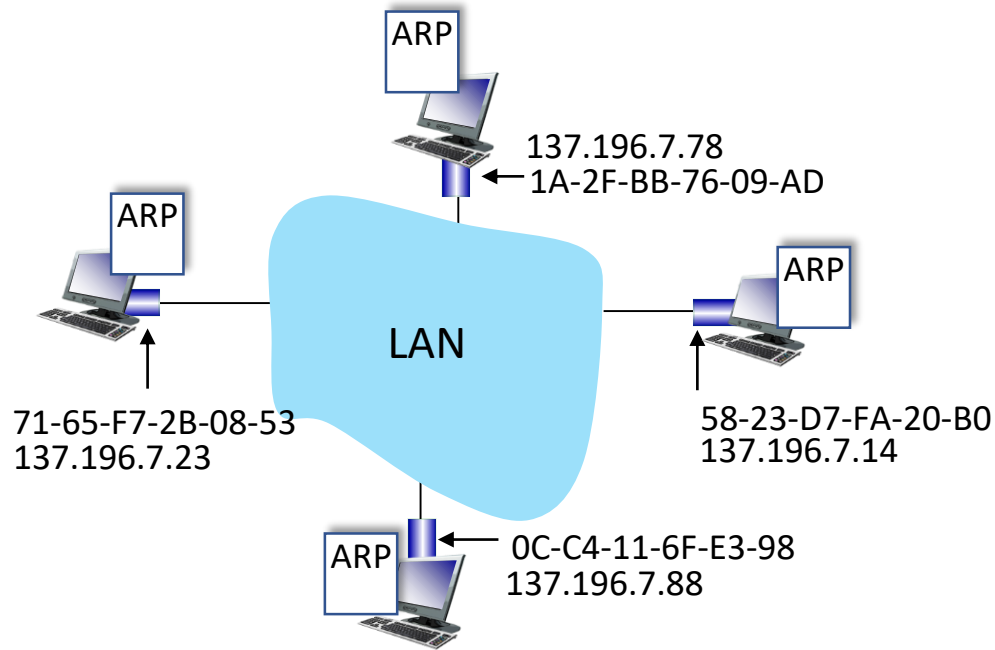 ARP
137.196.7.78
1A-2F-BB-76-09-AD
ARP
ARP
LAN
71-65-F7-2B-08-53
137.196.7.23
58-23-D7-FA-20-B0
137.196.7.14
ARP
0C-C4-11-6F-E3-98
137.196.7.88